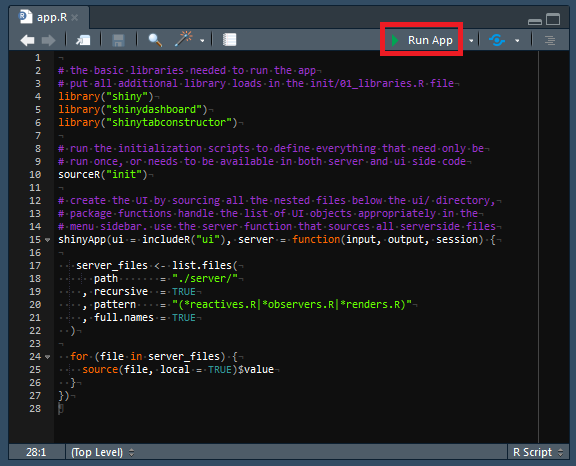 app.R
Run App
1
2 # the basic libraries needed to run the app
3 # put all additional library loads in the init/01_libraries.R file
4 library("shiny")
5 library("shinydashboard")
6 library("shinytabconstructor")
7
8 # run the initialization scripts to define everything that need only be
9 # run once, or needs to be available in both server and ui side code
10 sourceR("init")
11
12 # create the UI by sourcing all the nested files below the ui/ directory,
13 # package functions handle the list of UI objects appropriately in the
14 # menu sidebar. use the server function that sources all serverside files
15 shinyApp(ui = includeR("ui"), server = function(input, output, session) {
16
17   server_files <- list.files(
18      path       = "./server/"
19    , recursive  = TRUE
20    , pattern    = "(*reactives.R|*observers.R|*renders.R)"
21    , full.names = TRUE
22  )
23
24  for (file in server_files) {
25    source(file, local = TRUE)$value
26  }
27 })
28
28:1 (Top Level) R Script